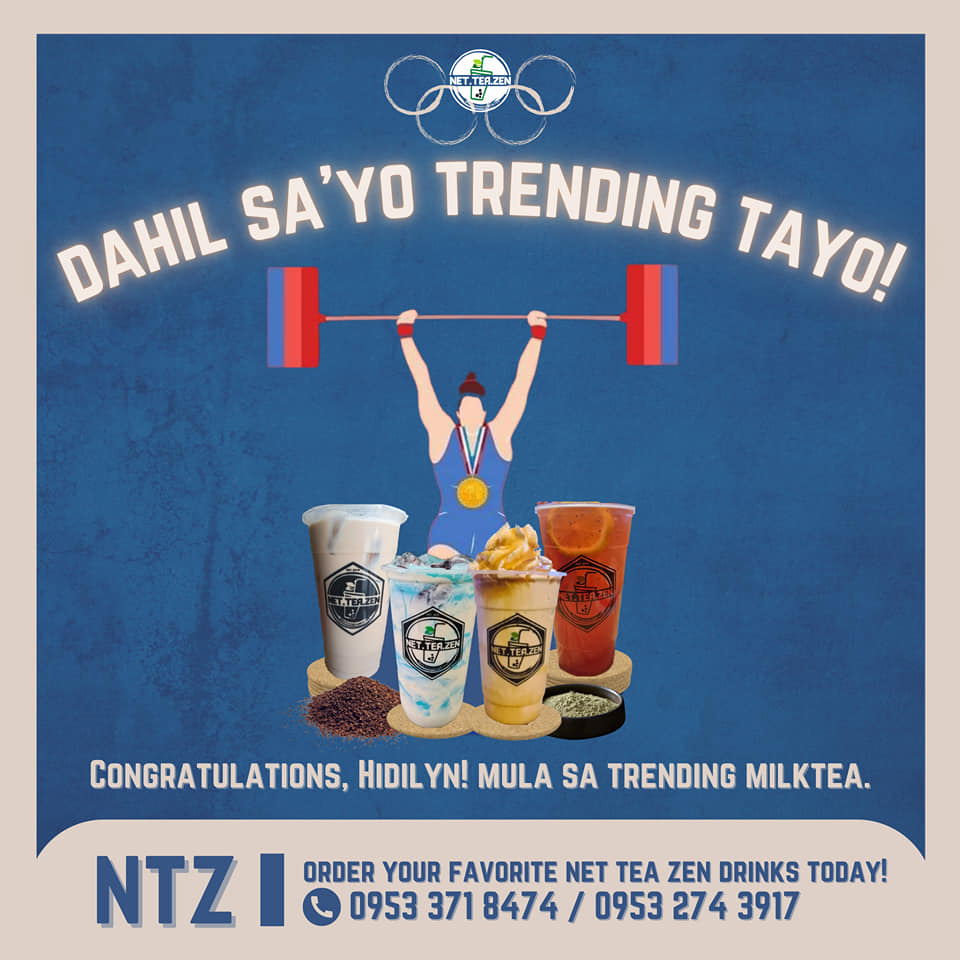 NET.TEA.ZEN
DAHIL SA'YO TRENDING TAYO!
NET.TEA.ZEN
NET.TEA.ZEN
NET.TEA.ZEN
NET.TEA.ZEN
CONGRATULATIONS, HIDILYN! MULA SA TRENDING MILKTEA.
NTZ
ORDER YOUR FAVORITE NET TEA ZEN DRINKS TODAY!
0953 371 8474 / 0953 274 3917